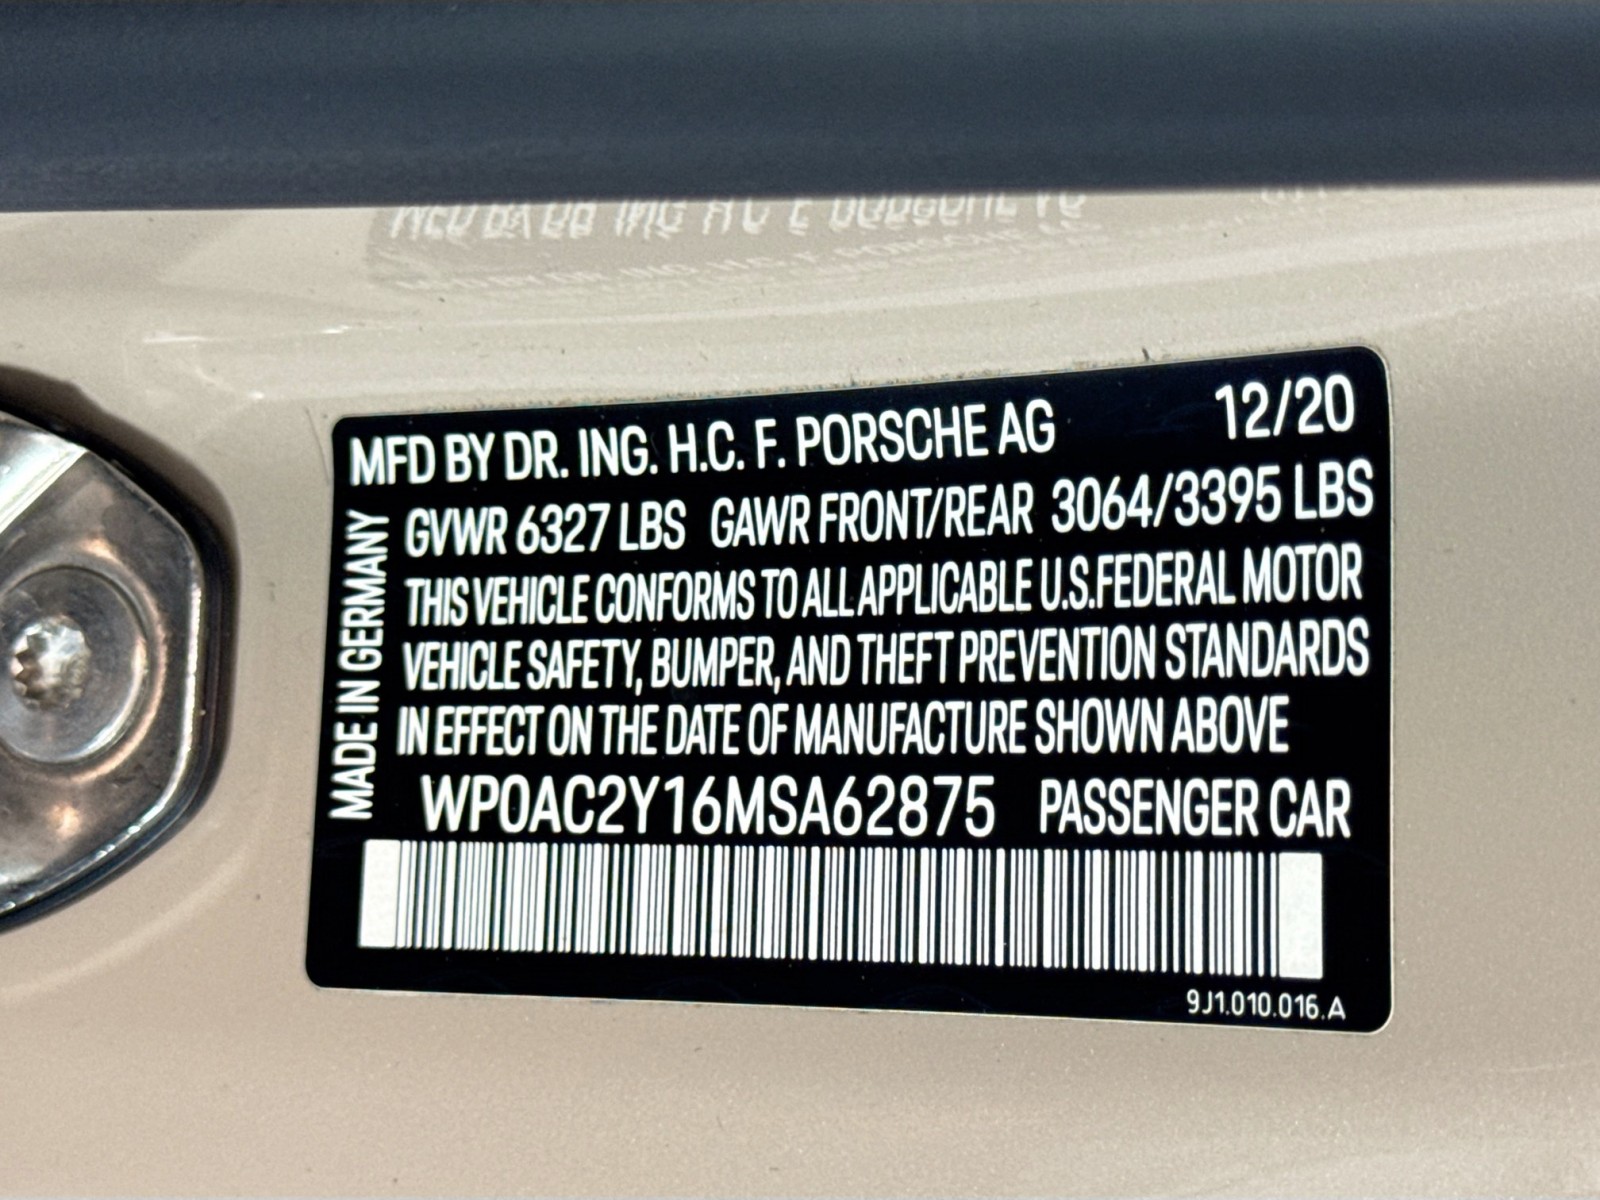 MFD BY DR. ING. H.C. F. PORSCHE AG 12/20
GVWR 6327 LBS GAWR FRONT/REAR 3064/3395 LBS
THIS VEHICLE CONFORMS TO ALL APPLICABLE U.S.FEDERAL MOTOR
VEHICLE SAFETY, BUMPER, AND THEFT PREVENTION STANDARDS
IN EFFECT ON THE DATE OF MANUFACTURE SHOWN ABOVE
WP0AC2Y16MSA62875 PASSENGER CAR
9J1.010.016.A
MADE IN GERMANY